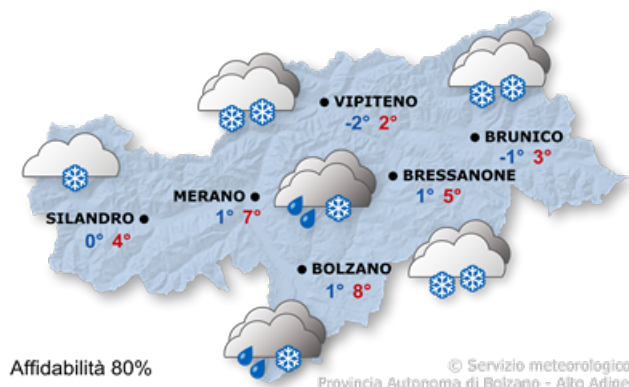 VIPITENO
-2° 2°
BRUNICO
-1° 3°
BRESSANONE
1° 5°
MERANO
1° 7°
SILANDRO
0° 4°
BOLZANO
1° 8°
Affidabilità 80%
© Servizio meteorologico
Provincia Autonoma di Bolzano - Alto Adige